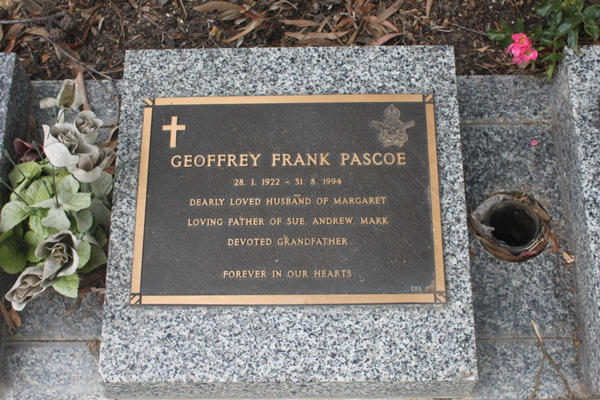 GEOFFREY FRANK PASCOE
28. 1. 1922 - 31. 8. 1994
DEARLY LOVED HUSBAND OF MARGARET
LOVING FATHER OF SUE, ANDREW, MARK
DEVOTED GRANDFATHER
FOREVER IN OUR HEARTS